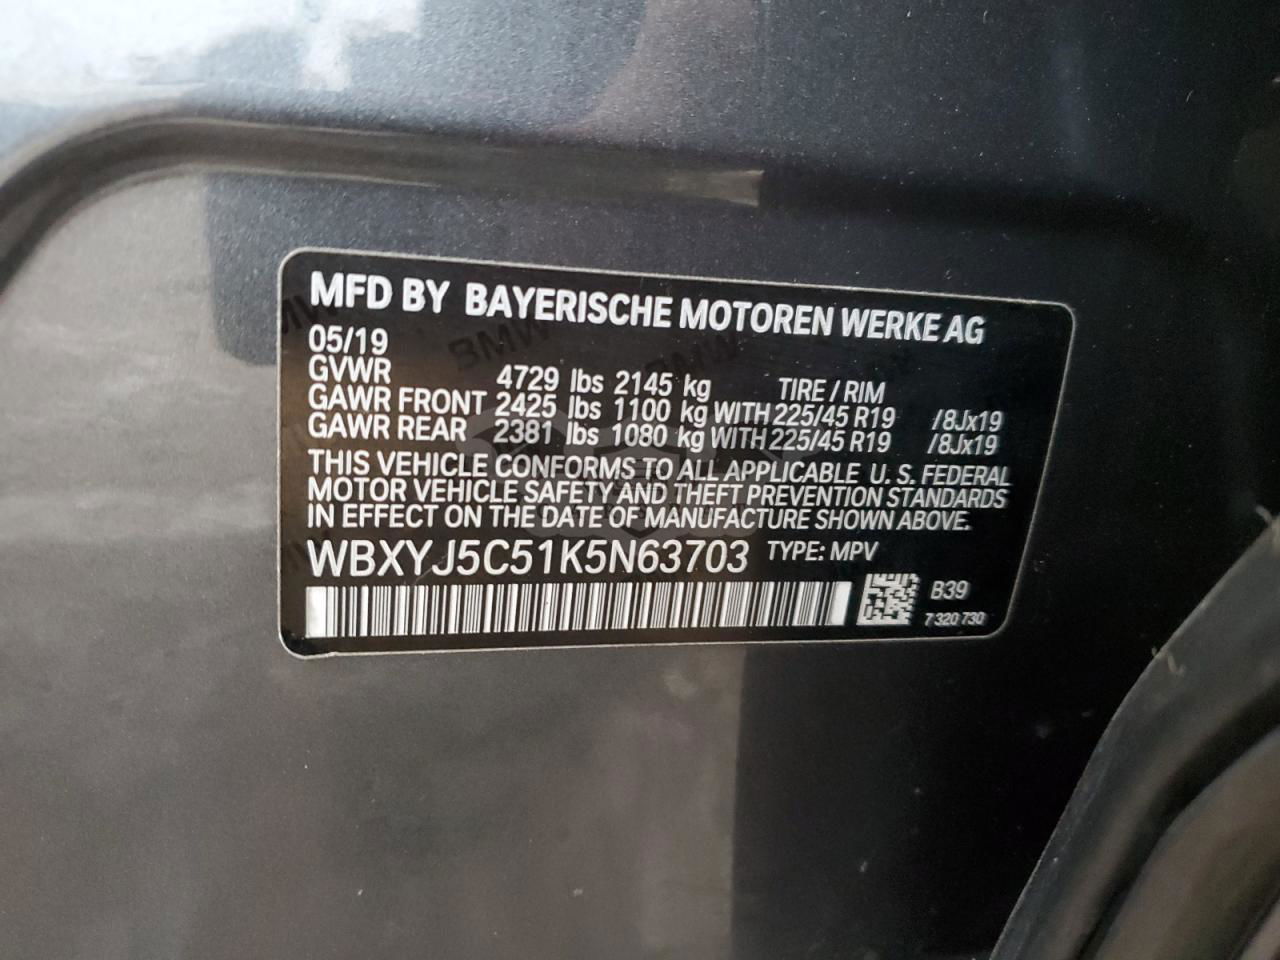 MFD BY BAYERISCHE MOTOREN WERKE AG
05/19
GVWR 4729 lbs 2145 kg TIRE / RIM
GAWR FRONT 2425 lbs 1100 kg WITH 225/45 R19 /8Jx19
GAWR REAR 2381 lbs 1080 kg WITH 225/45 R19 /8Jx19
THIS VEHICLE CONFORMS TO ALL APPLICABLE U. S. FEDERAL
MOTOR VEHICLE SAFETY AND THEFT PREVENTION STANDARDS
IN EFFECT ON THE DATE OF MANUFACTURE SHOWN ABOVE.
WBXYJ5C51K5N63703 TYPE: MPV
B39
7 320 730